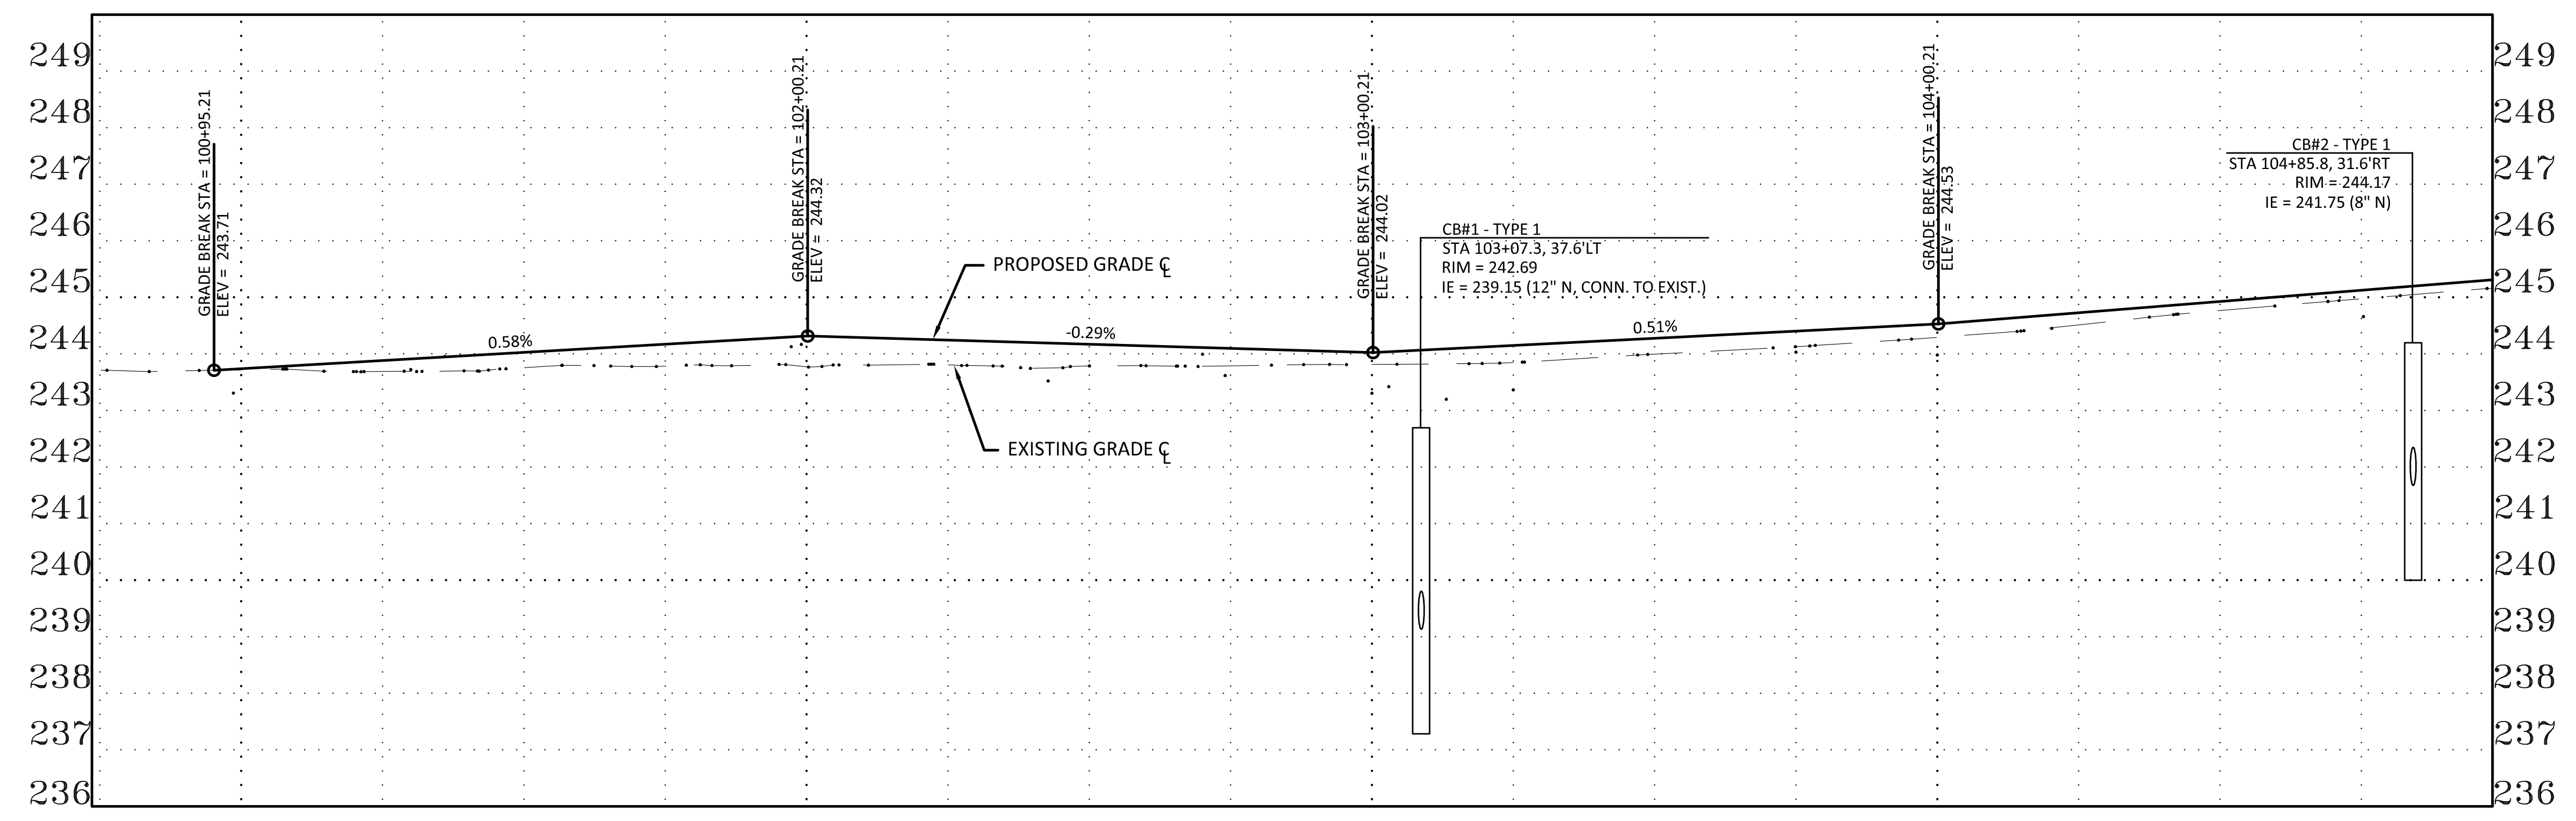 249
248
247
246
245
244
243
242
241
240
239
238
237
236
GRADE BREAK STA = 100+95.21
ELEV = 243.71
0.58%
GRADE BREAK STA = 102+00.21
ELEV = 244.32
PROPOSED GRADE ℄
EXISTING GRADE ℄
-0.29%
GRADE BREAK STA = 103+00.21
ELEV = 244.02
CB#1 - TYPE 1
STA 103+07.3, 37.6'LT
RIM = 242.69
IE = 239.15 (12" N, CONN. TO EXIST.)
0.51%
GRADE BREAK STA = 104+00.21
ELEV = 244.53
CB#2 - TYPE 1
STA 104+85.8, 31.6'RT
RIM = 244.17
IE = 241.75 (8" N)
249
248
247
246
245
244
243
242
241
240
239
238
237
236